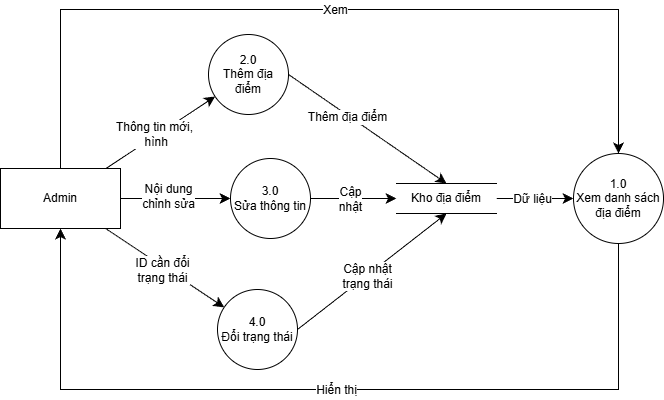 Xem
2.0
Thêm địa
điểm
Thông tin mới,
hình
Thêm địa điểm
Admin
Nội dung
chỉnh sửa
3.0
Sửa thông tin
Cập
nhật
Kho địa điểm
Dữ liệu
1.0
Xem danh sách
địa điểm
ID cần đổi
trạng thái
Cập nhật
trạng thái
4.0
Đổi trạng thái
Hiển thị